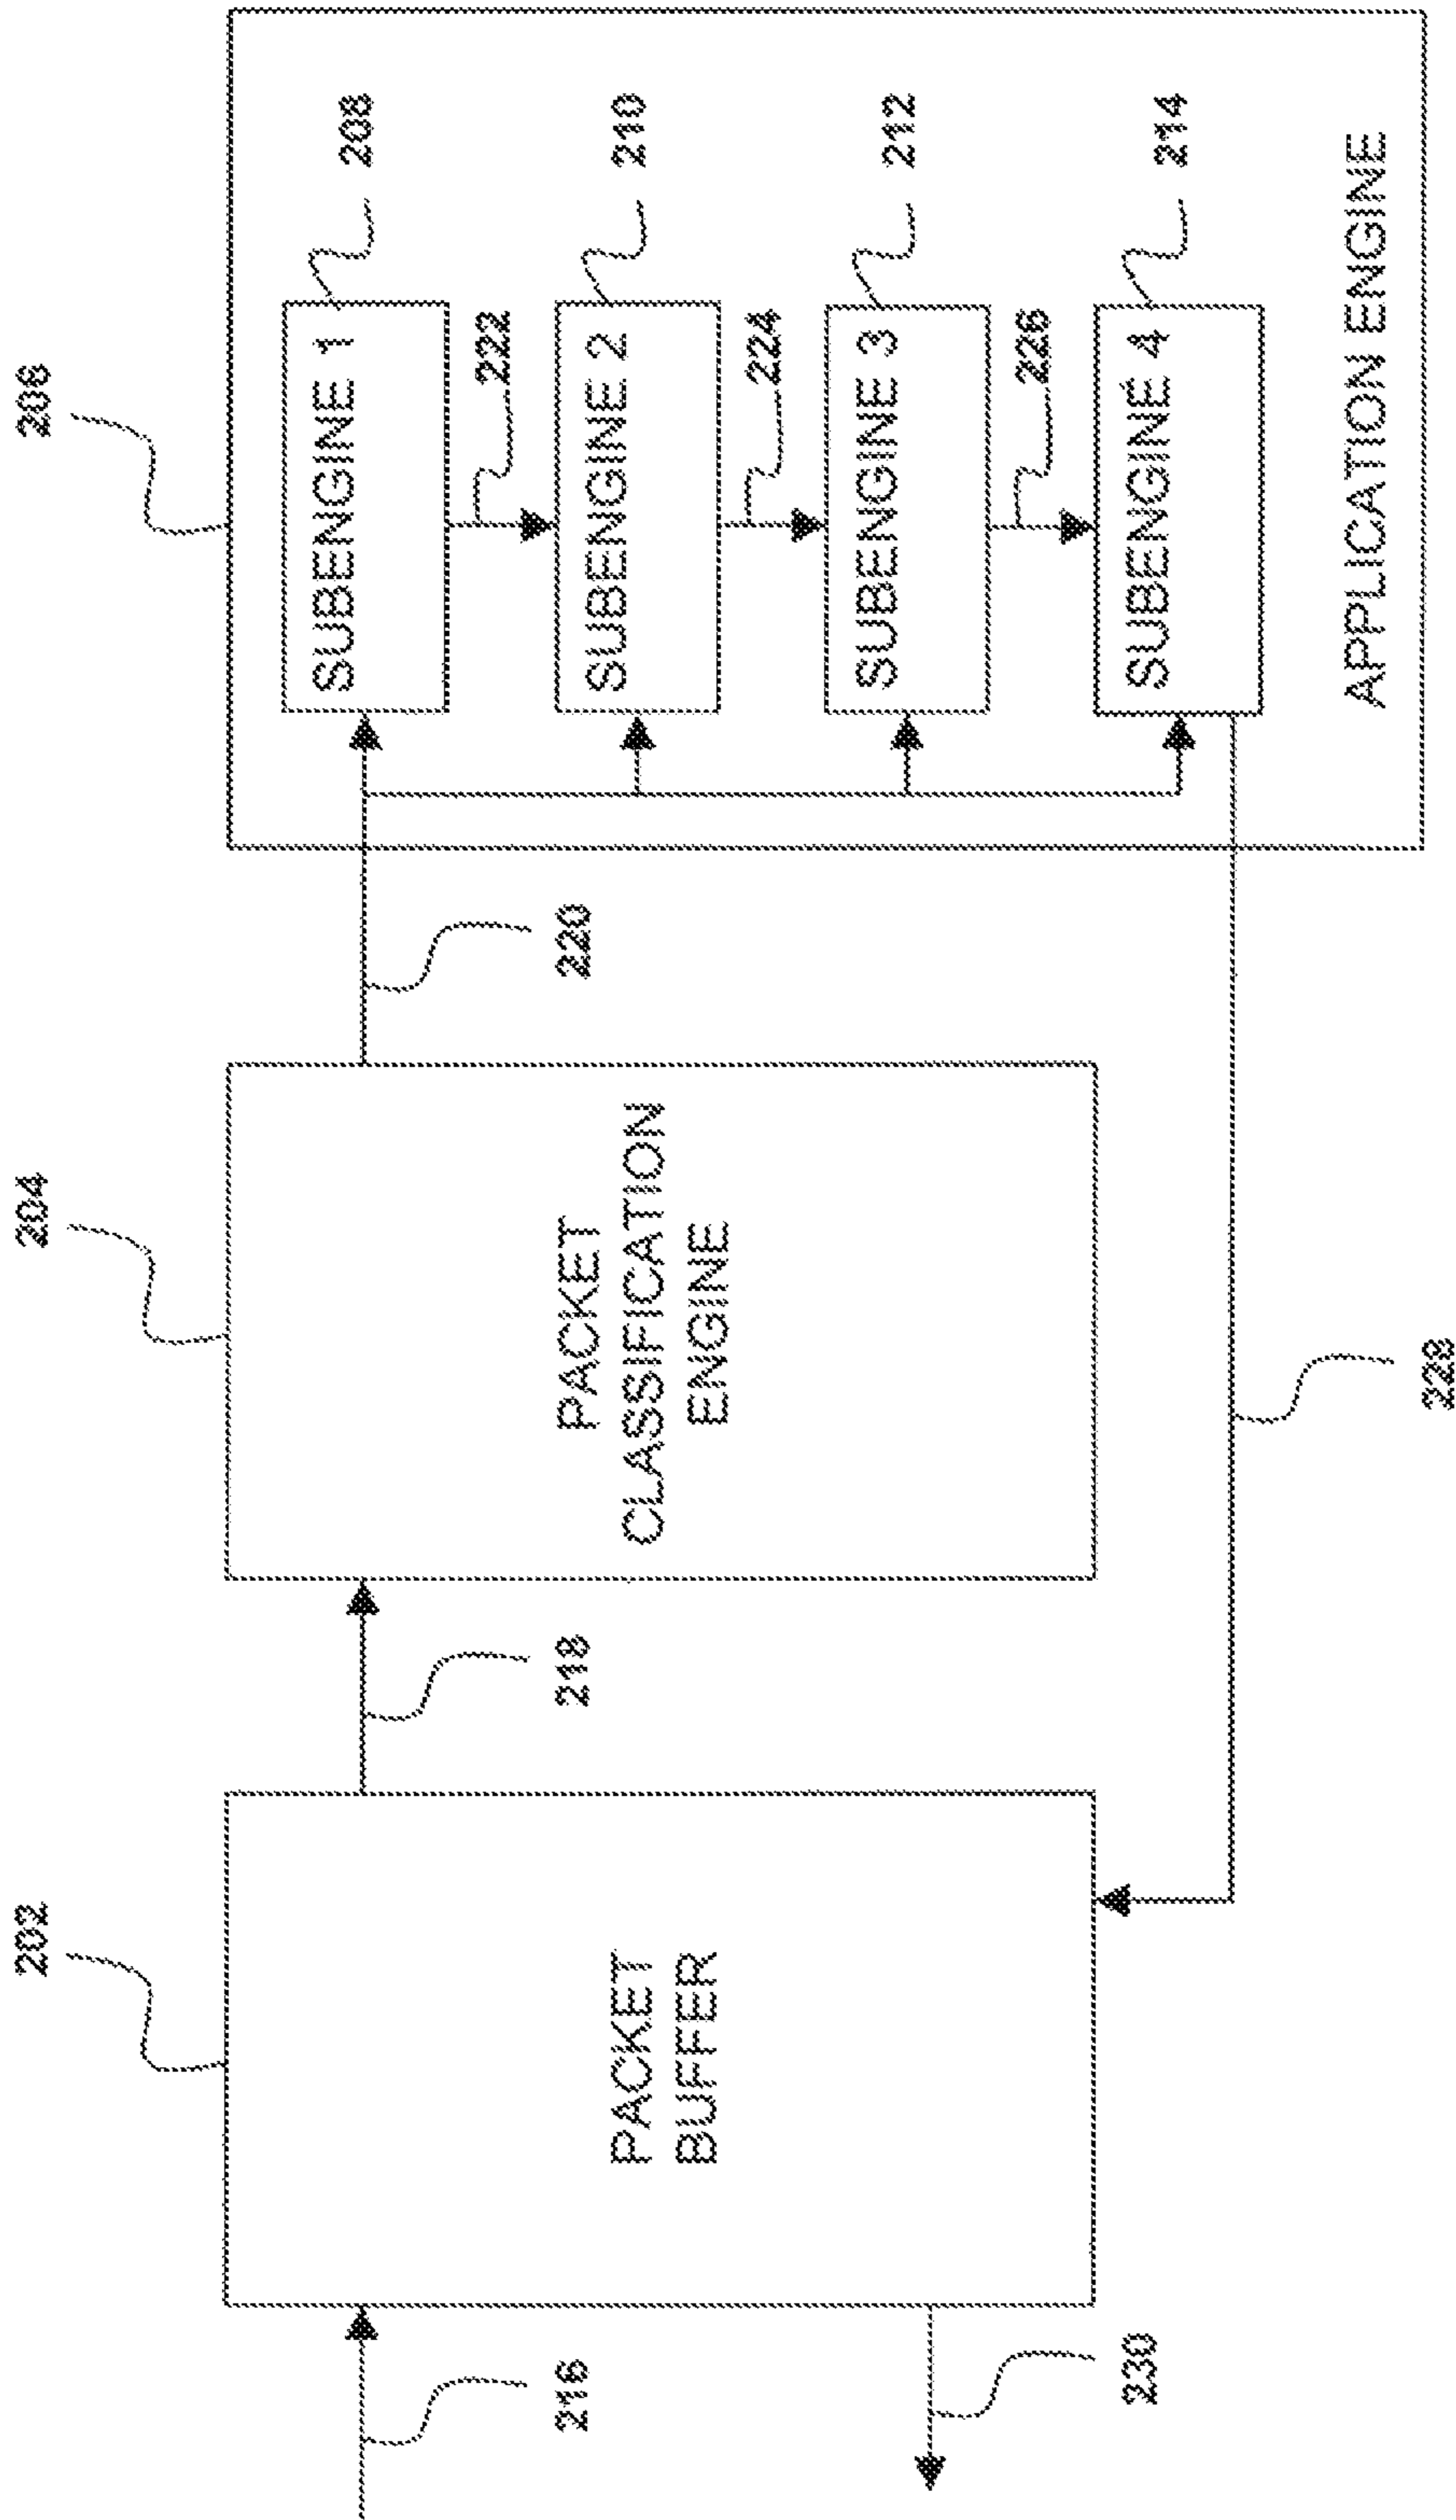 202
204
206
PACKET
BUFFER
PACKET
CLASSIFICATION
ENGINE
SUBENGINE 1
208
222
SUBENGINE 2
210
224
SUBENGINE 3
212
226
SUBENGINE 4
214
APPLICATION ENGINE
216
218
220
230
228